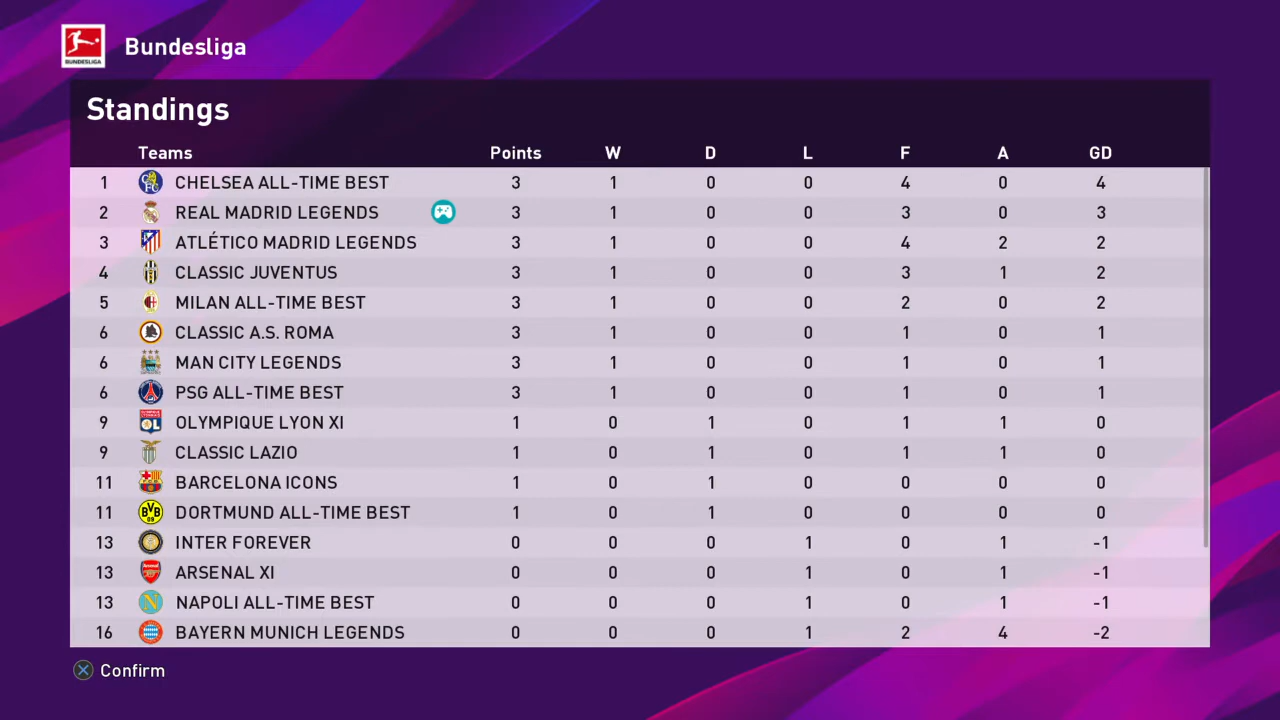 BUNDESLIGA
Bundesliga
Standings
Teams Points W D L F A GD
1 CHELSEA ALL-TIME BEST 3 1 0 0 4 0 4
2 REAL MADRID LEGENDS 3 1 0 0 3 0 3
3 ATLÉTICO MADRID LEGENDS 3 1 0 0 4 2 2
4 CLASSIC JUVENTUS 3 1 0 0 3 1 2
5 MILAN ALL-TIME BEST 3 1 0 0 2 0 2
6 CLASSIC A.S. ROMA 3 1 0 0 1 0 1
6 MAN CITY LEGENDS 3 1 0 0 1 0 1
6 PSG ALL-TIME BEST 3 1 0 0 1 0 1
9 OLYMPIQUE LYON XI 1 0 1 0 1 1 0
9 CLASSIC LAZIO 1 0 1 0 1 1 0
11 BARCELONA ICONS 1 0 1 0 0 0 0
11 DORTMUND ALL-TIME BEST 1 0 1 0 0 0 0
13 INTER FOREVER 0 0 0 1 0 1 -1
13 ARSENAL XI 0 0 0 1 0 1 -1
13 NAPOLI ALL-TIME BEST 0 0 0 1 0 1 -1
16 BAYERN MUNICH LEGENDS 0 0 0 1 2 4 -2
Confirm